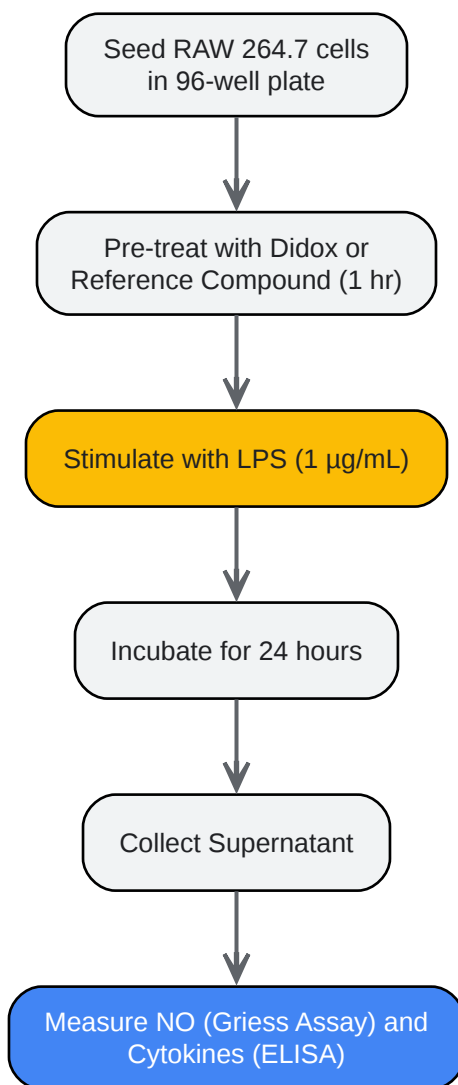 Seed RAW 264.7 cells
in 96-well plate
Pre-treat with Didox or
Reference Compound (1 hr)
Stimulate with LPS (1 µg/mL)
Incubate for 24 hours
Collect Supernatant
Measure NO (Griess Assay) and
Cytokines (ELISA)